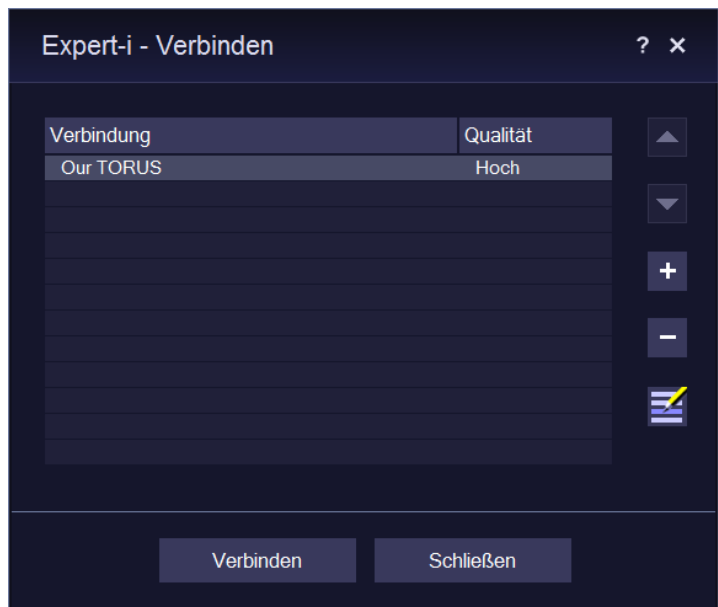 Expert-i - Verbinden ? ×
Verbindung Qualität
Our TORUS Hoch
+
−
Verbinden Schließen